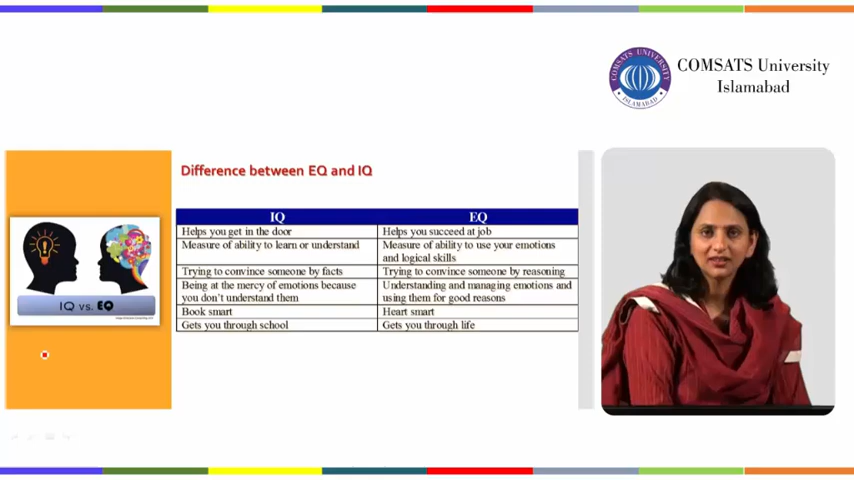 COMSATS University
Islamabad
COMSATS UNIVERSITY
ISLAMABAD
Difference between EQ and IQ
IQ
EQ
Helps you get in the door
Helps you succeed at job
Measure of ability to learn or understand
Measure of ability to use your emotions
and logical skills
Trying to convince someone by facts
Trying to convince someone by reasoning
Being at the mercy of emotions because
you don't understand them
Understanding and managing emotions and
using them for good reasons
Book smart
Heart smart
Gets you through school
Gets you through life
IQ vs. EQ